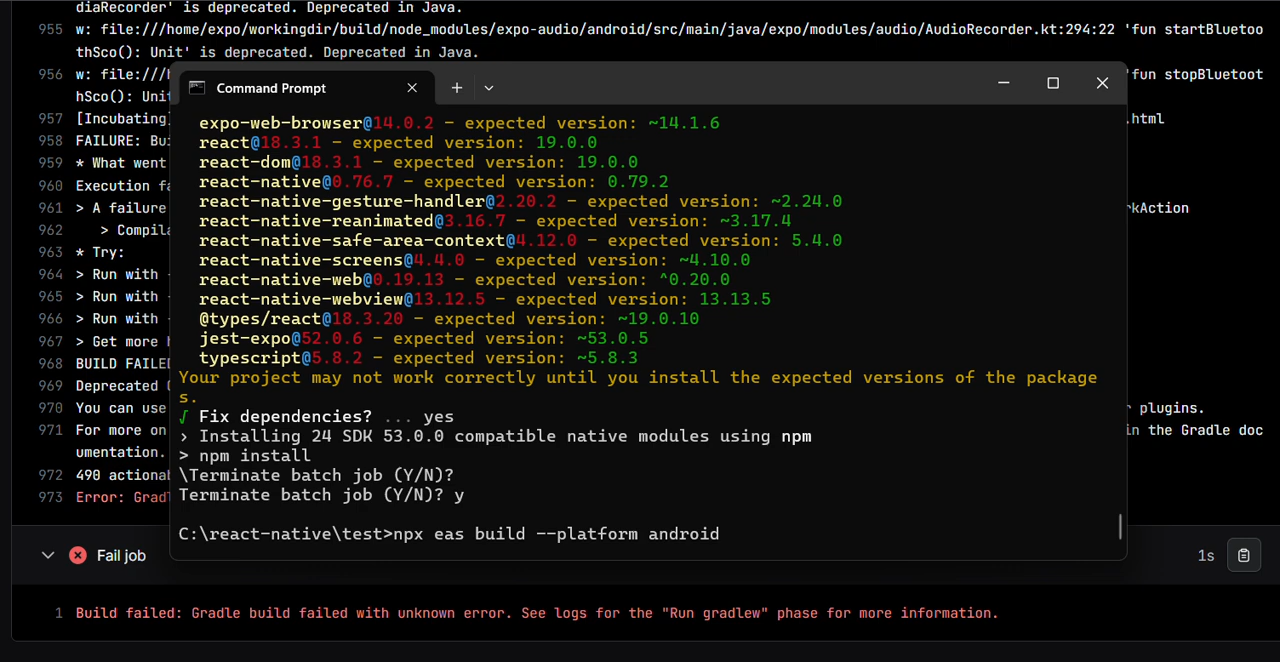 diaRecorder' is deprecated. Deprecated in Java.
955 w: file:///home/expo/workingdir/build/node_modules/expo-audio/android/src/main/java/expo/modules/audio/AudioRecorder.kt:294:22 'fun startBluetoo
thSco(): Unit' is deprecated. Deprecated in Java.
956 w: file:/// 'fun stopBluetoot
hSco(): Unit
957 [Incubating] .html
958 FAILURE:
959 * What went
960 Execution
961 > A failure rkAction
962 >
963 * Try:
964 > Run with
965 > Run with
966 > Run with
967 > Get more
968 BUILD FAILED
969 Deprecated
970 You can use plugins.
971 For more on in the Gradle doc
umentation.
972 490
973 Error:
Command Prompt
expo-web-browser@14.0.2 - expected version: ~14.1.6
react@18.3.1 - expected version: 19.0.0
react-dom@18.3.1 - expected version: 19.0.0
react-native@0.76.7 - expected version: 0.79.2
react-native-gesture-handler@2.20.2 - expected version: ~2.24.0
react-native-reanimated@3.16.7 - expected version: ~3.17.4
react-native-safe-area-context@4.12.0 - expected version: 5.4.0
react-native-screens@4.4.0 - expected version: ~4.10.0
react-native-web@0.19.13 - expected version: ^0.20.0
react-native-webview@13.12.5 - expected version: 13.13.5
@types/react@18.3.20 - expected version: ~19.0.10
jest-expo@52.0.6 - expected version: ~53.0.5
typescript@5.8.2 - expected version: ~5.8.3
Your project may not work correctly until you install the expected versions of the package
s.
√ Fix dependencies? ... yes
› Installing 24 SDK 53.0.0 compatible native modules using npm
> npm install
\Terminate batch job (Y/N)?
Terminate batch job (Y/N)? y
C:\react-native\test>npx eas build --platform android
Fail job 1s
1 Build failed: Gradle build failed with unknown error. See logs for the "Run gradlew" phase for more information.